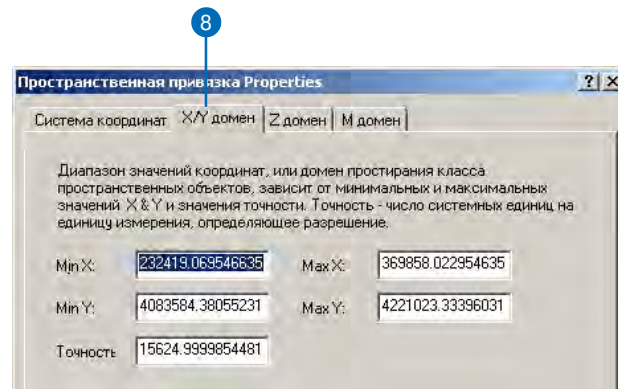 8
Пространственная привязка Properties ? ×
Система координат X/Y домен Z домен M домен
Диапазон значений координат, или домен простирания класса
пространственных объектов, зависит от минимальных и максимальных
значений X & Y и значения точности. Точность - число системных единиц на
единицу измерения, определяющее разрешение.
Min X: 232419.069546635 Max X: 369858.022954635
Min Y: 4083584.38055231 Max Y: 4221023.33396031
Точность 15624.9999854481